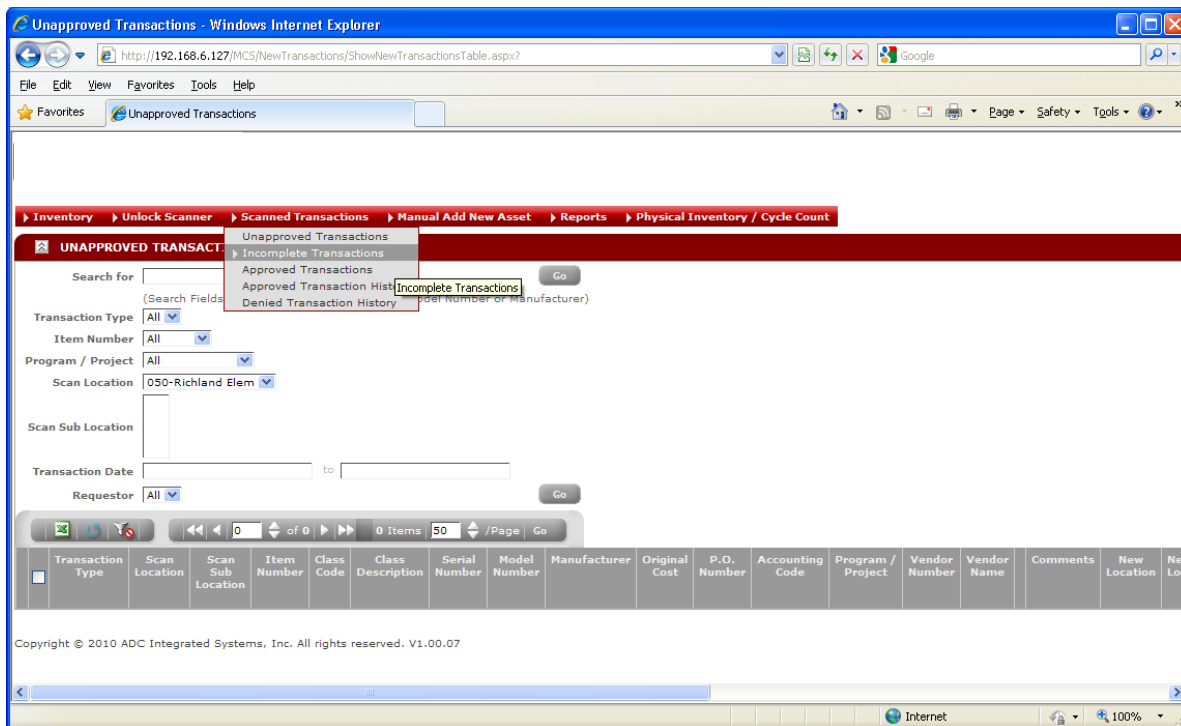 Unapproved Transactions - Windows Internet Explorer
http://192.168.6.127/MCS/NewTransactions/ShowNewTransactionsTable.aspx?
Google
File Edit View Favorites Tools Help
Favorites Unapproved Transactions Page Safety Tools
Inventory Unlock Scanner Scanned Transactions Manual Add New Asset Reports Physical Inventory / Cycle Count
UNAPPROVED TRANSACT
Unapproved Transactions
Incomplete Transactions
Approved Transactions
Approved Transaction Hist
Denied Transaction History
Incomplete Transactions
Search for Go
(Search Fields odel Number or Manufacturer)
Transaction Type All
Item Number All
Program / Project All
Scan Location 050-Richland Elem
Scan Sub Location
Transaction Date to
Requestor All Go
0 of 0 0 Items 50 /Page Go
Transaction Type Scan Location Scan Sub Location Item Number Class Code Class Description Serial Number Model Number Manufacturer Original Cost P.O. Number Accounting Code Program / Project Vendor Number Vendor Name Comments New Location Ne Lo
Copyright © 2010 ADC Integrated Systems, Inc. All rights reserved. V1.00.07
Internet 100%